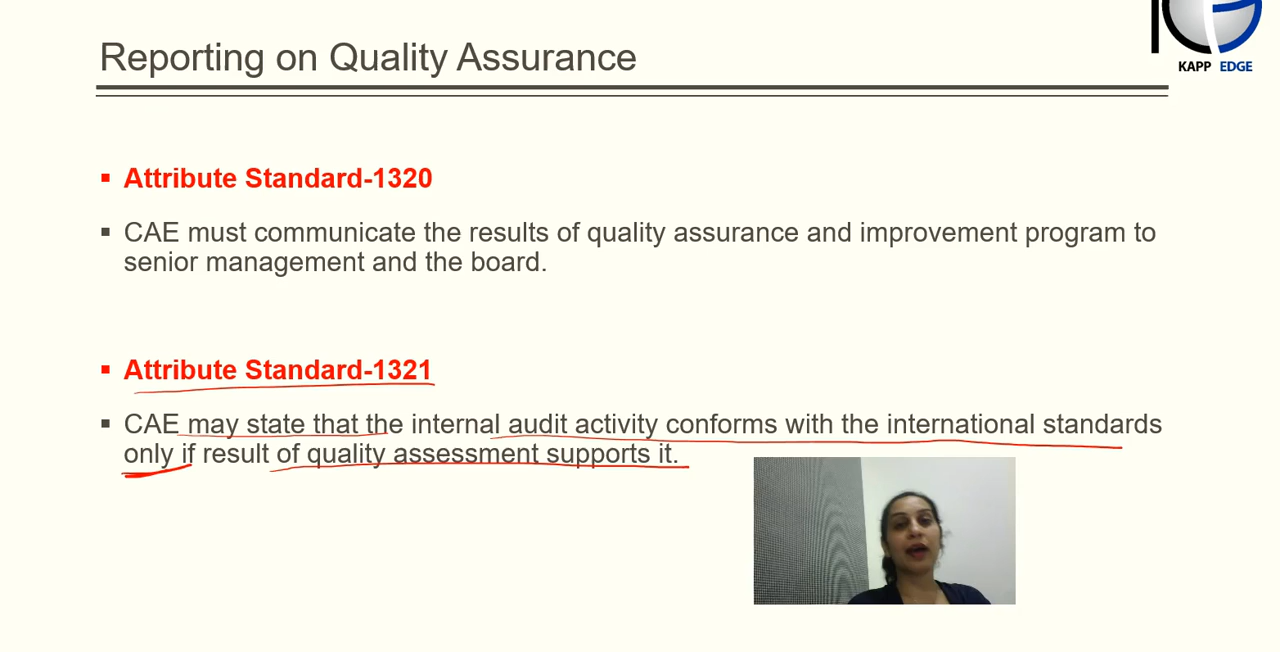 Reporting on Quality Assurance
KAPP EDGE
Attribute Standard-1320
CAE must communicate the results of quality assurance and improvement program to
senior management and the board.
Attribute Standard-1321
CAE may state that the internal audit activity conforms with the international standards
only if result of quality assessment supports it.